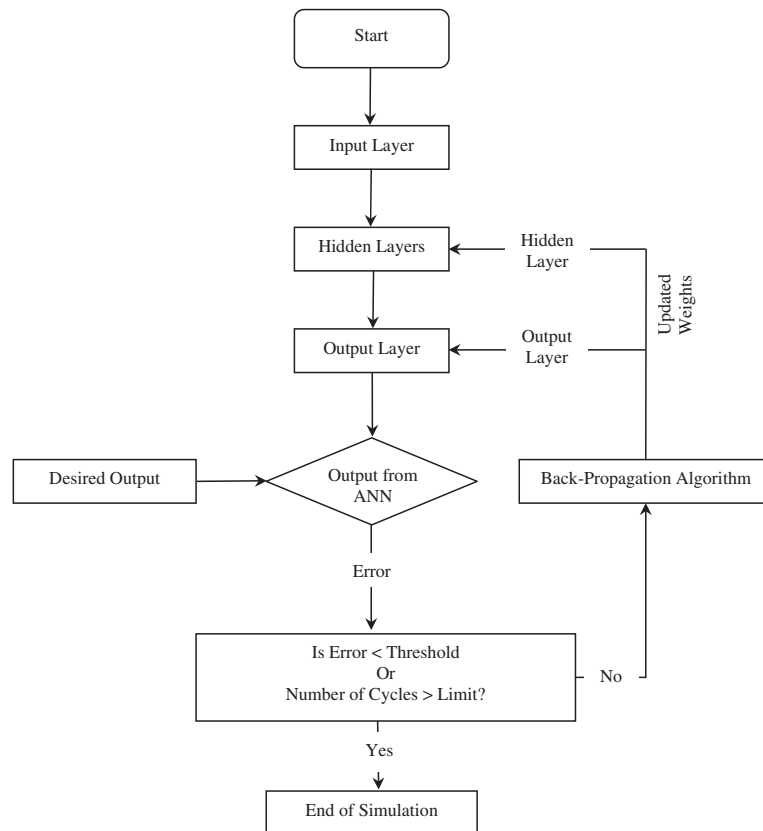 Start
Input Layer
Hidden Layers
Hidden
Layer
Updated
Weights
Output Layer
Output
Layer
Desired Output
Output from
ANN
Back-Propagation Algorithm
Error
Is Error < Threshold
Or
Number of Cycles > Limit?
No
Yes
End of Simulation